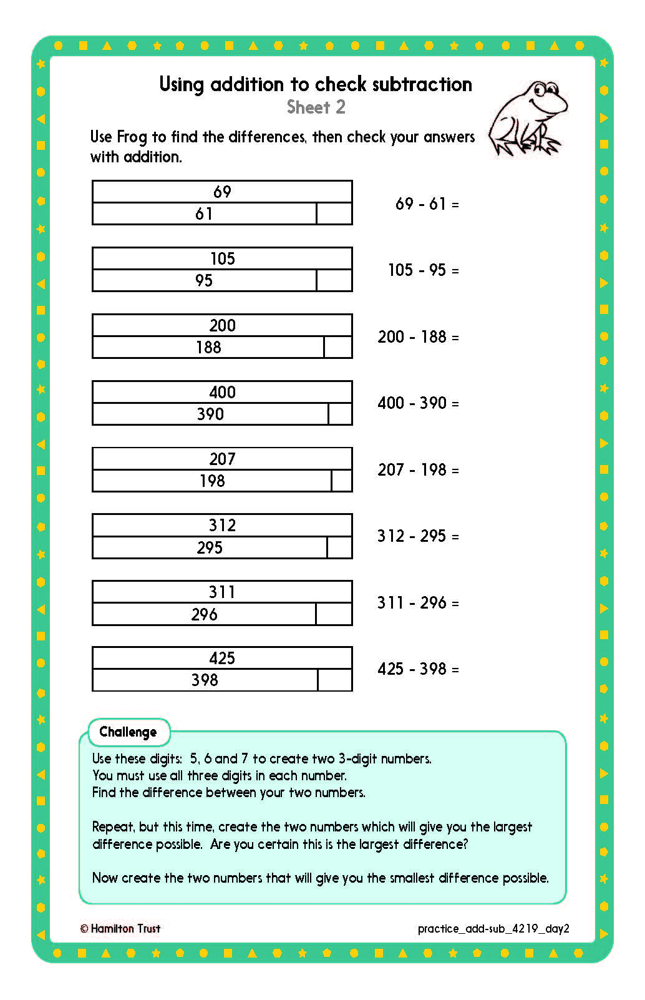 Using addition to check subtraction
Sheet 2
Use Frog to find the differences, then check your answers
with addition.
69
61
69 - 61 =
105
95
105 - 95 =
200
188
200 - 188 =
400
390
400 - 390 =
207
198
207 - 198 =
312
295
312 - 295 =
311
296
311 - 296 =
425
398
425 - 398 =
Challenge
Use these digits:  5, 6 and 7 to create two 3-digit numbers.
You must use all three digits in each number.
Find the difference between your two numbers.
Repeat, but this time, create the two numbers which will give you the largest
difference possible.  Are you certain this is the largest difference?
Now create the two numbers that will give you the smallest difference possible.
© Hamilton Trust
practice_add-sub_4219_day2